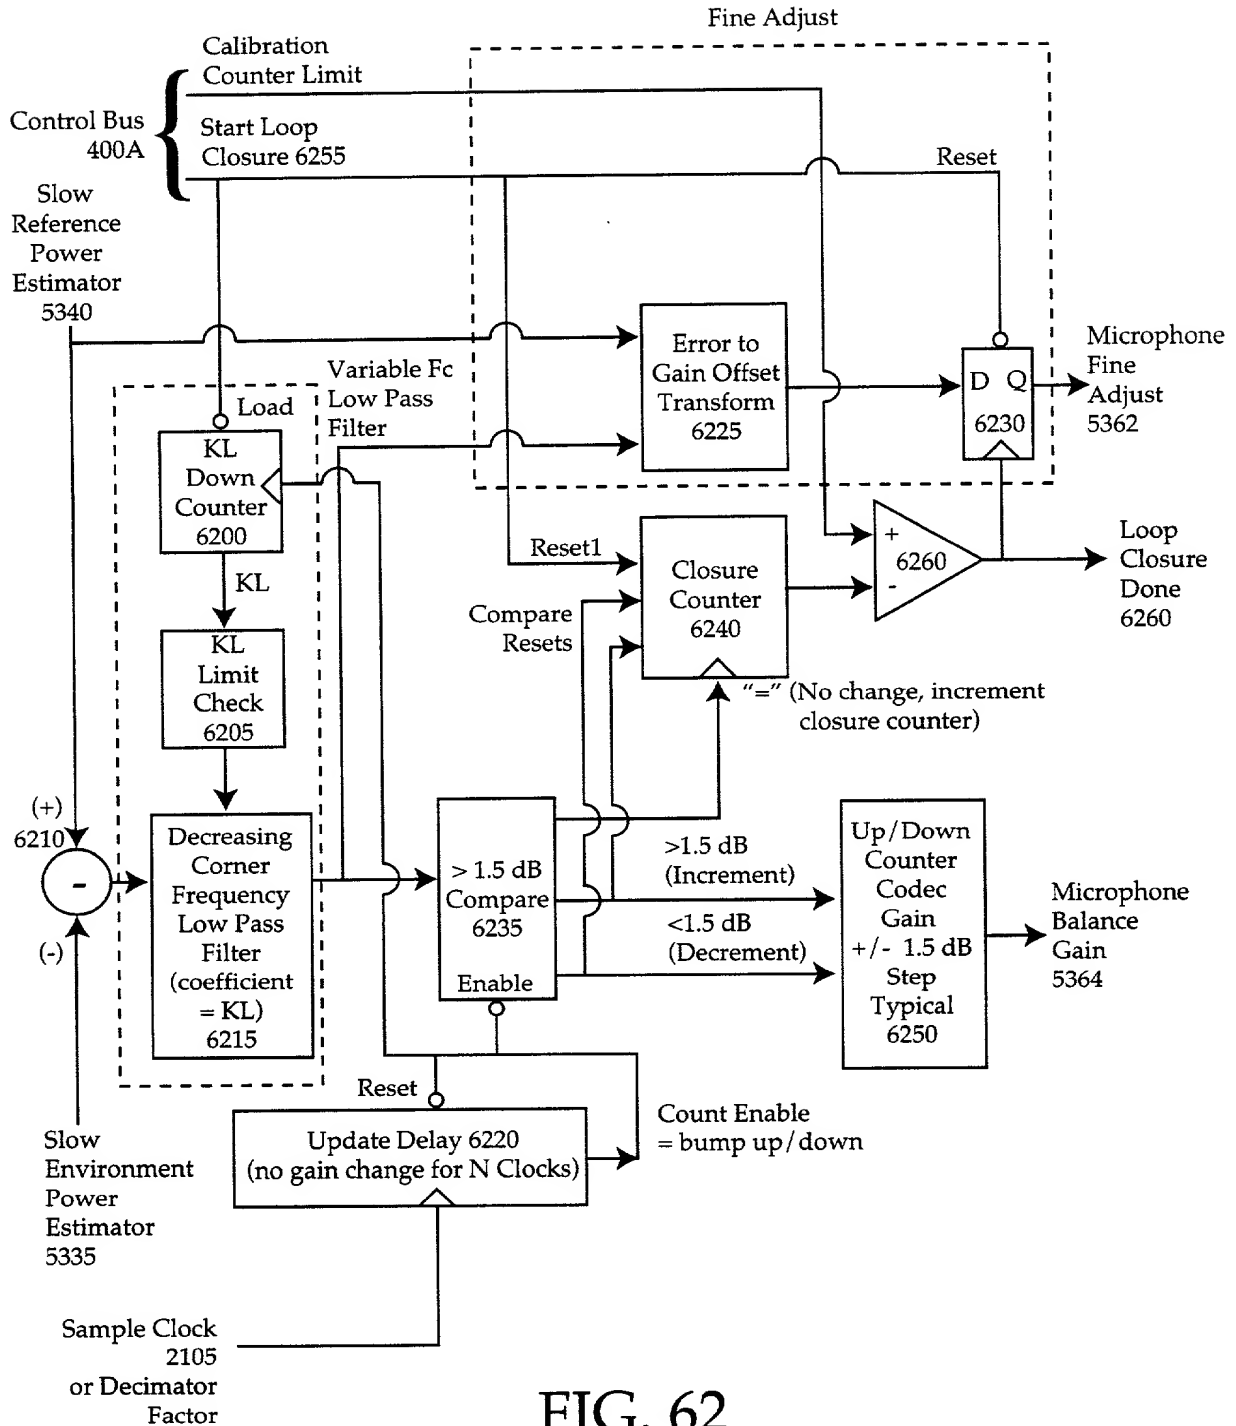 Fine Adjust
Calibration
Counter Limit
Control Bus
400A
Start Loop
Closure 6255
Reset
Slow
Reference
Power
Estimator
5340
Variable Fc
Low Pass
Filter
Error to
Gain Offset
Transform
6225
D Q
6230
Microphone
Fine
Adjust
5362
Load
KL
Down
Counter
6200
KL
KL
Limit
Check
6205
Reset1
Compare
Resets
Closure
Counter
6240
+
6260
-
Loop
Closure
Done
6260
"=" (No change, increment
closure counter)
(+)
6210
-
(-)
Decreasing
Corner
Frequency
Low Pass
Filter
(coefficient
= KL)
6215
> 1.5 dB
Compare
6235
Enable
>1.5 dB
(Increment)
<1.5 dB
(Decrement)
Up/Down
Counter
Codec
Gain
+/- 1.5 dB
Step
Typical
6250
Microphone
Balance
Gain
5364
Reset
Update Delay 6220
(no gain change for N Clocks)
Count Enable
= bump up/down
Slow
Environment
Power
Estimator
5335
Sample Clock
2105
or Decimator
Factor
FIG. 62